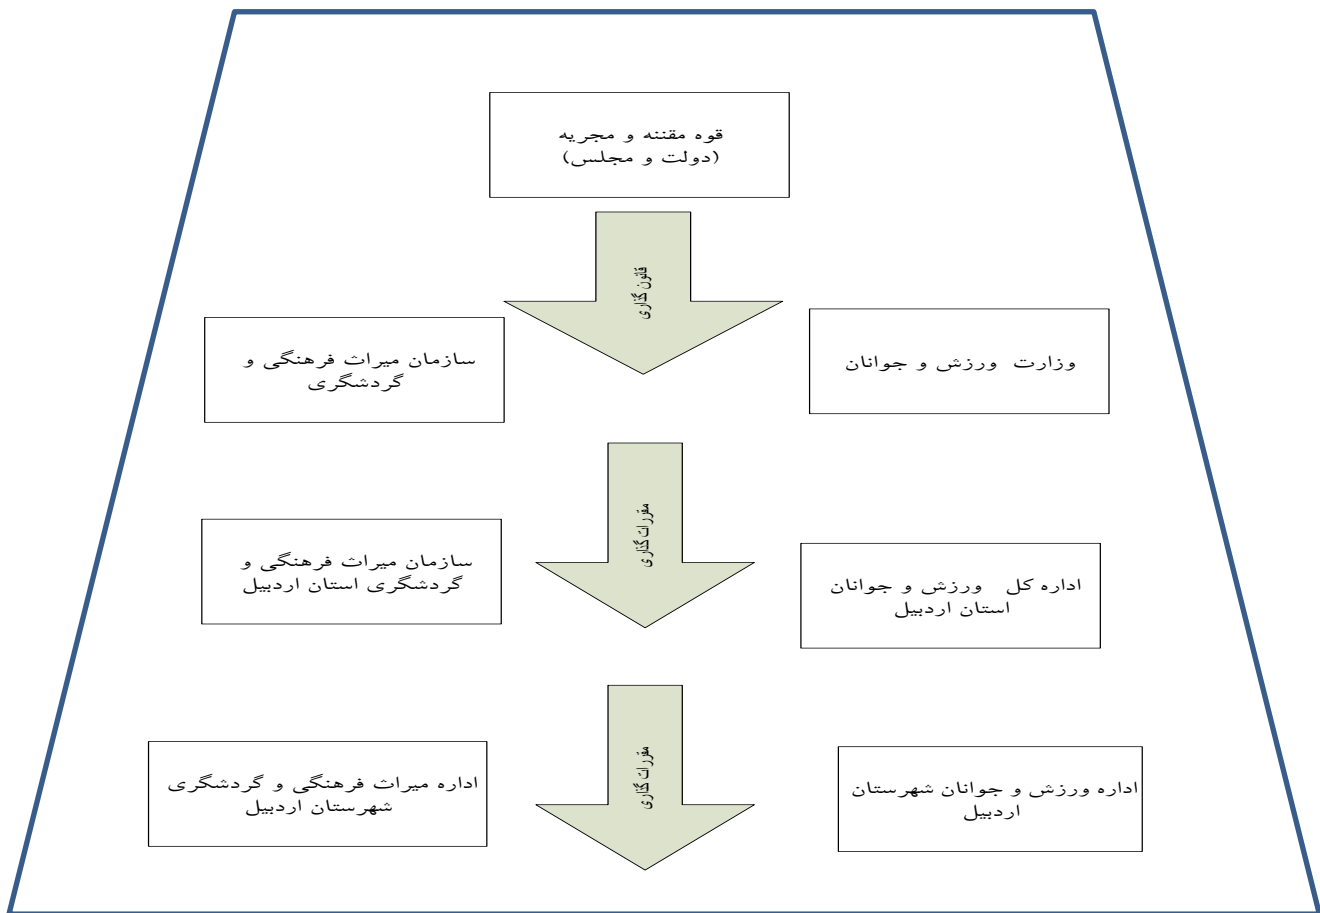 قوه مقننه و مجریه
(دولت و مجلس)
قانون گذاری
وزارت ورزش و جوانان
سازمان میراث فرهنگی و
گردشگری
مقررات گذاری
اداره کل ورزش و جوانان
استان اردبیل
سازمان میراث فرهنگی و
گردشگری استان اردبیل
مقررات گذاری
اداره ورزش و جوانان شهرستان
اردبیل
اداره میراث فرهنگی و گردشگری
شهرستان اردبیل